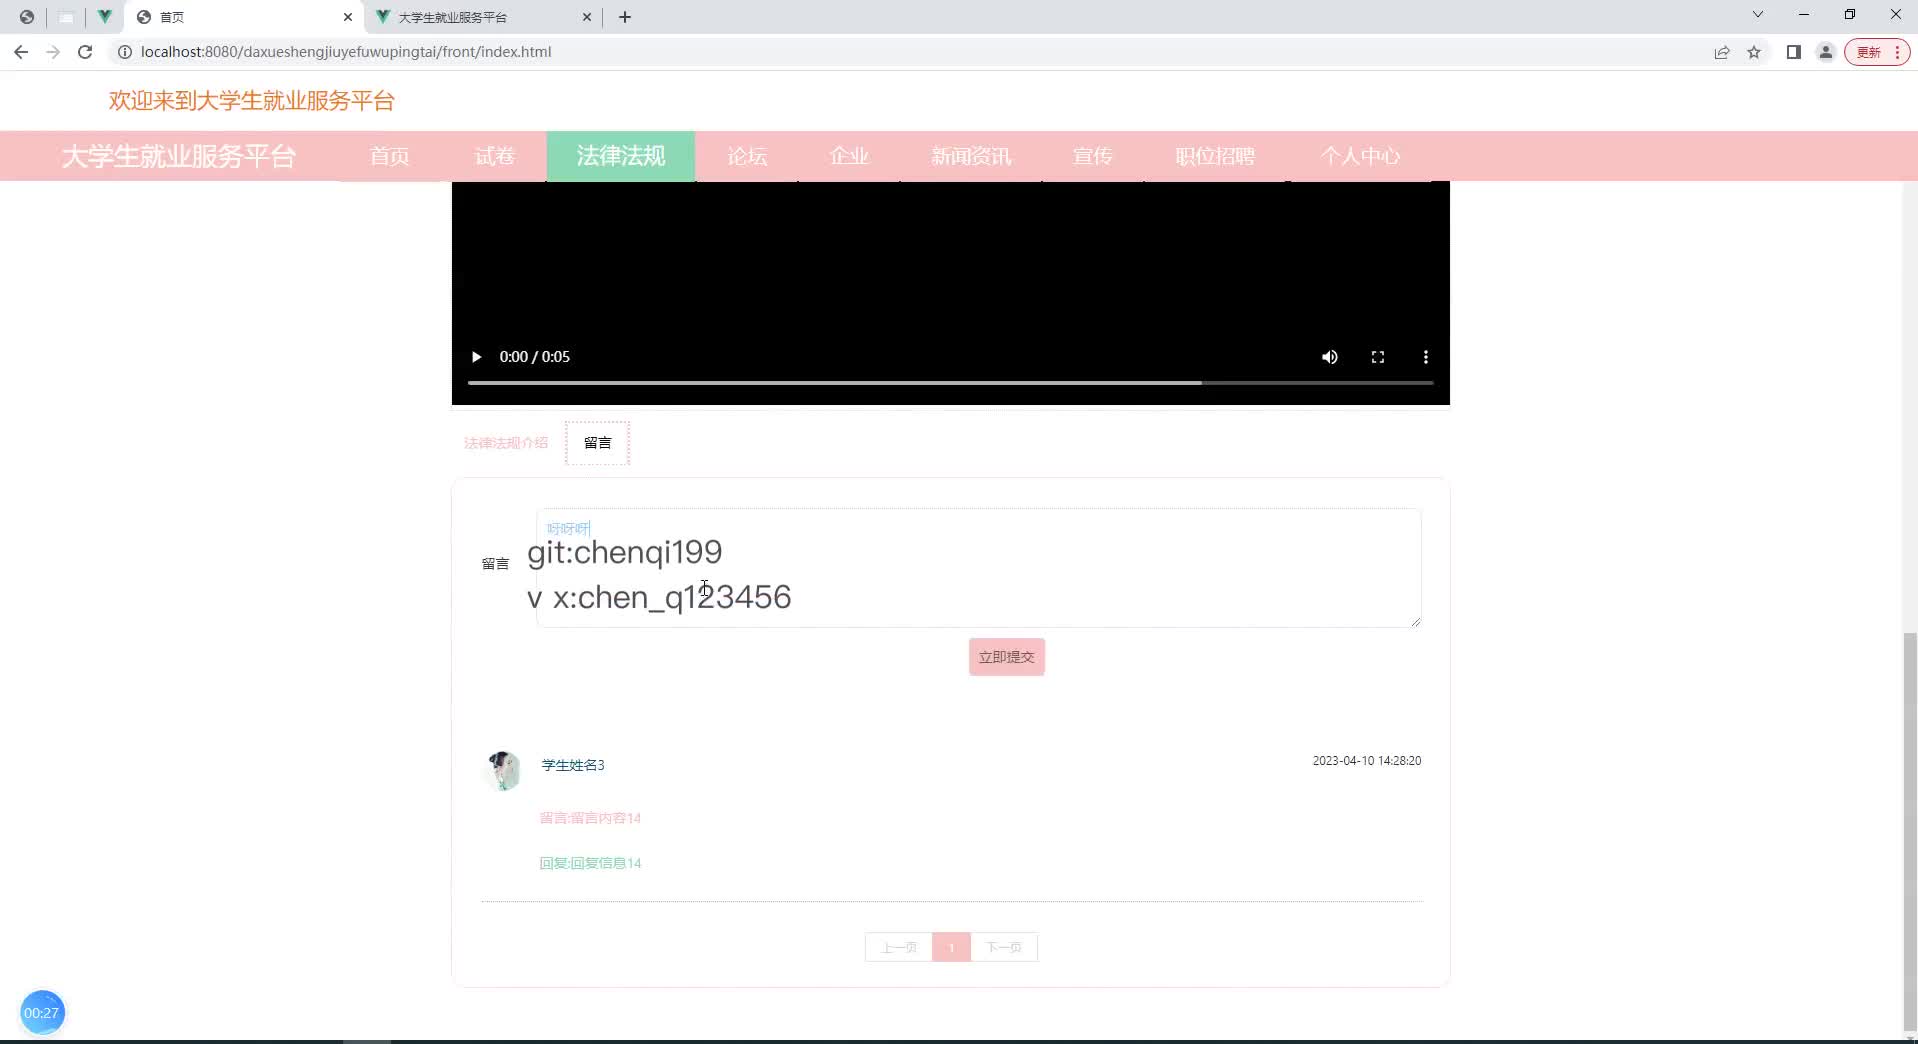 首页
大学生就业服务平台
localhost:8080/daxueshengjiuyefuwupingtai/front/index.html
更新
欢迎来到大学生就业服务平台
大学生就业服务平台 首页 试卷 法律法规 论坛 企业 新闻资讯 宣传 职位招聘 个人中心
0:00 / 0:05
法律法规介绍 留言
呀呀呀
git:chenqi199
留言
v x:chen_q123456
立即提交
学生姓名3 2023-04-10 14:28:20
留言:留言内容14
回复:回复信息14
上一页 1 下一页
00:27